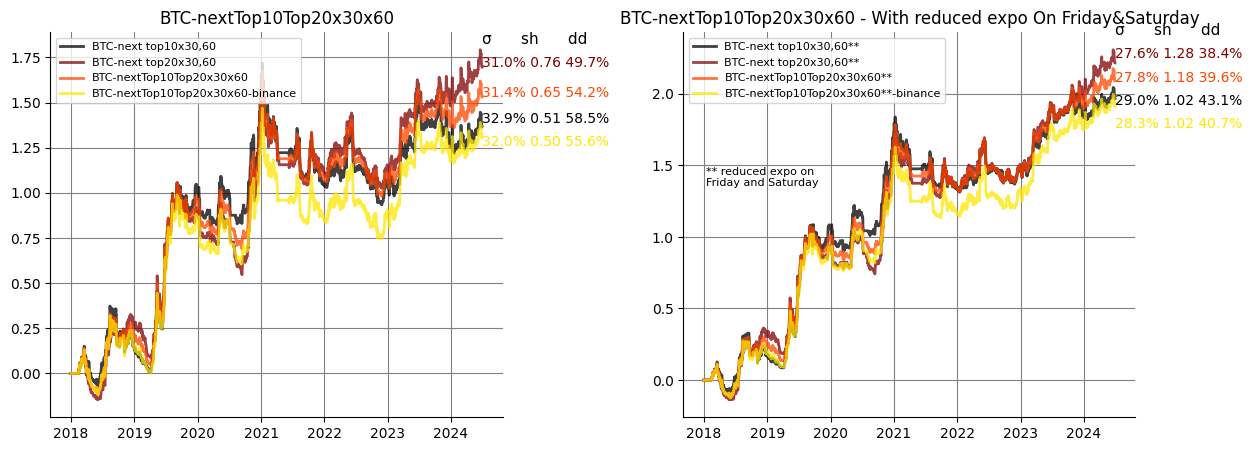 BTC-nextTop10Top20x30x60
σ sh dd
BTC-next top10x30,60
BTC-next top20x30,60
BTC-nextTop10Top20x30x60
BTC-nextTop10Top20x30x60-binance
31.0% 0.76 49.7%
31.4% 0.65 54.2%
32.9% 0.51 58.5%
32.0% 0.50 55.6%
1.75
1.50
1.25
1.00
0.75
0.50
0.25
0.00
2018 2019 2020 2021 2022 2023 2024
BTC-nextTop10Top20x30x60 - With reduced expo On Friday&Saturday
σ sh dd
BTC-next top10x30,60**
BTC-next top20x30,60**
BTC-nextTop10Top20x30x60**
BTC-nextTop10Top20x30x60**-binance
27.6% 1.28 38.4%
27.8% 1.18 39.6%
29.0% 1.02 43.1%
28.3% 1.02 40.7%
** reduced expo on
Friday and Saturday
2.0
1.5
1.0
0.5
0.0
2018 2019 2020 2021 2022 2023 2024